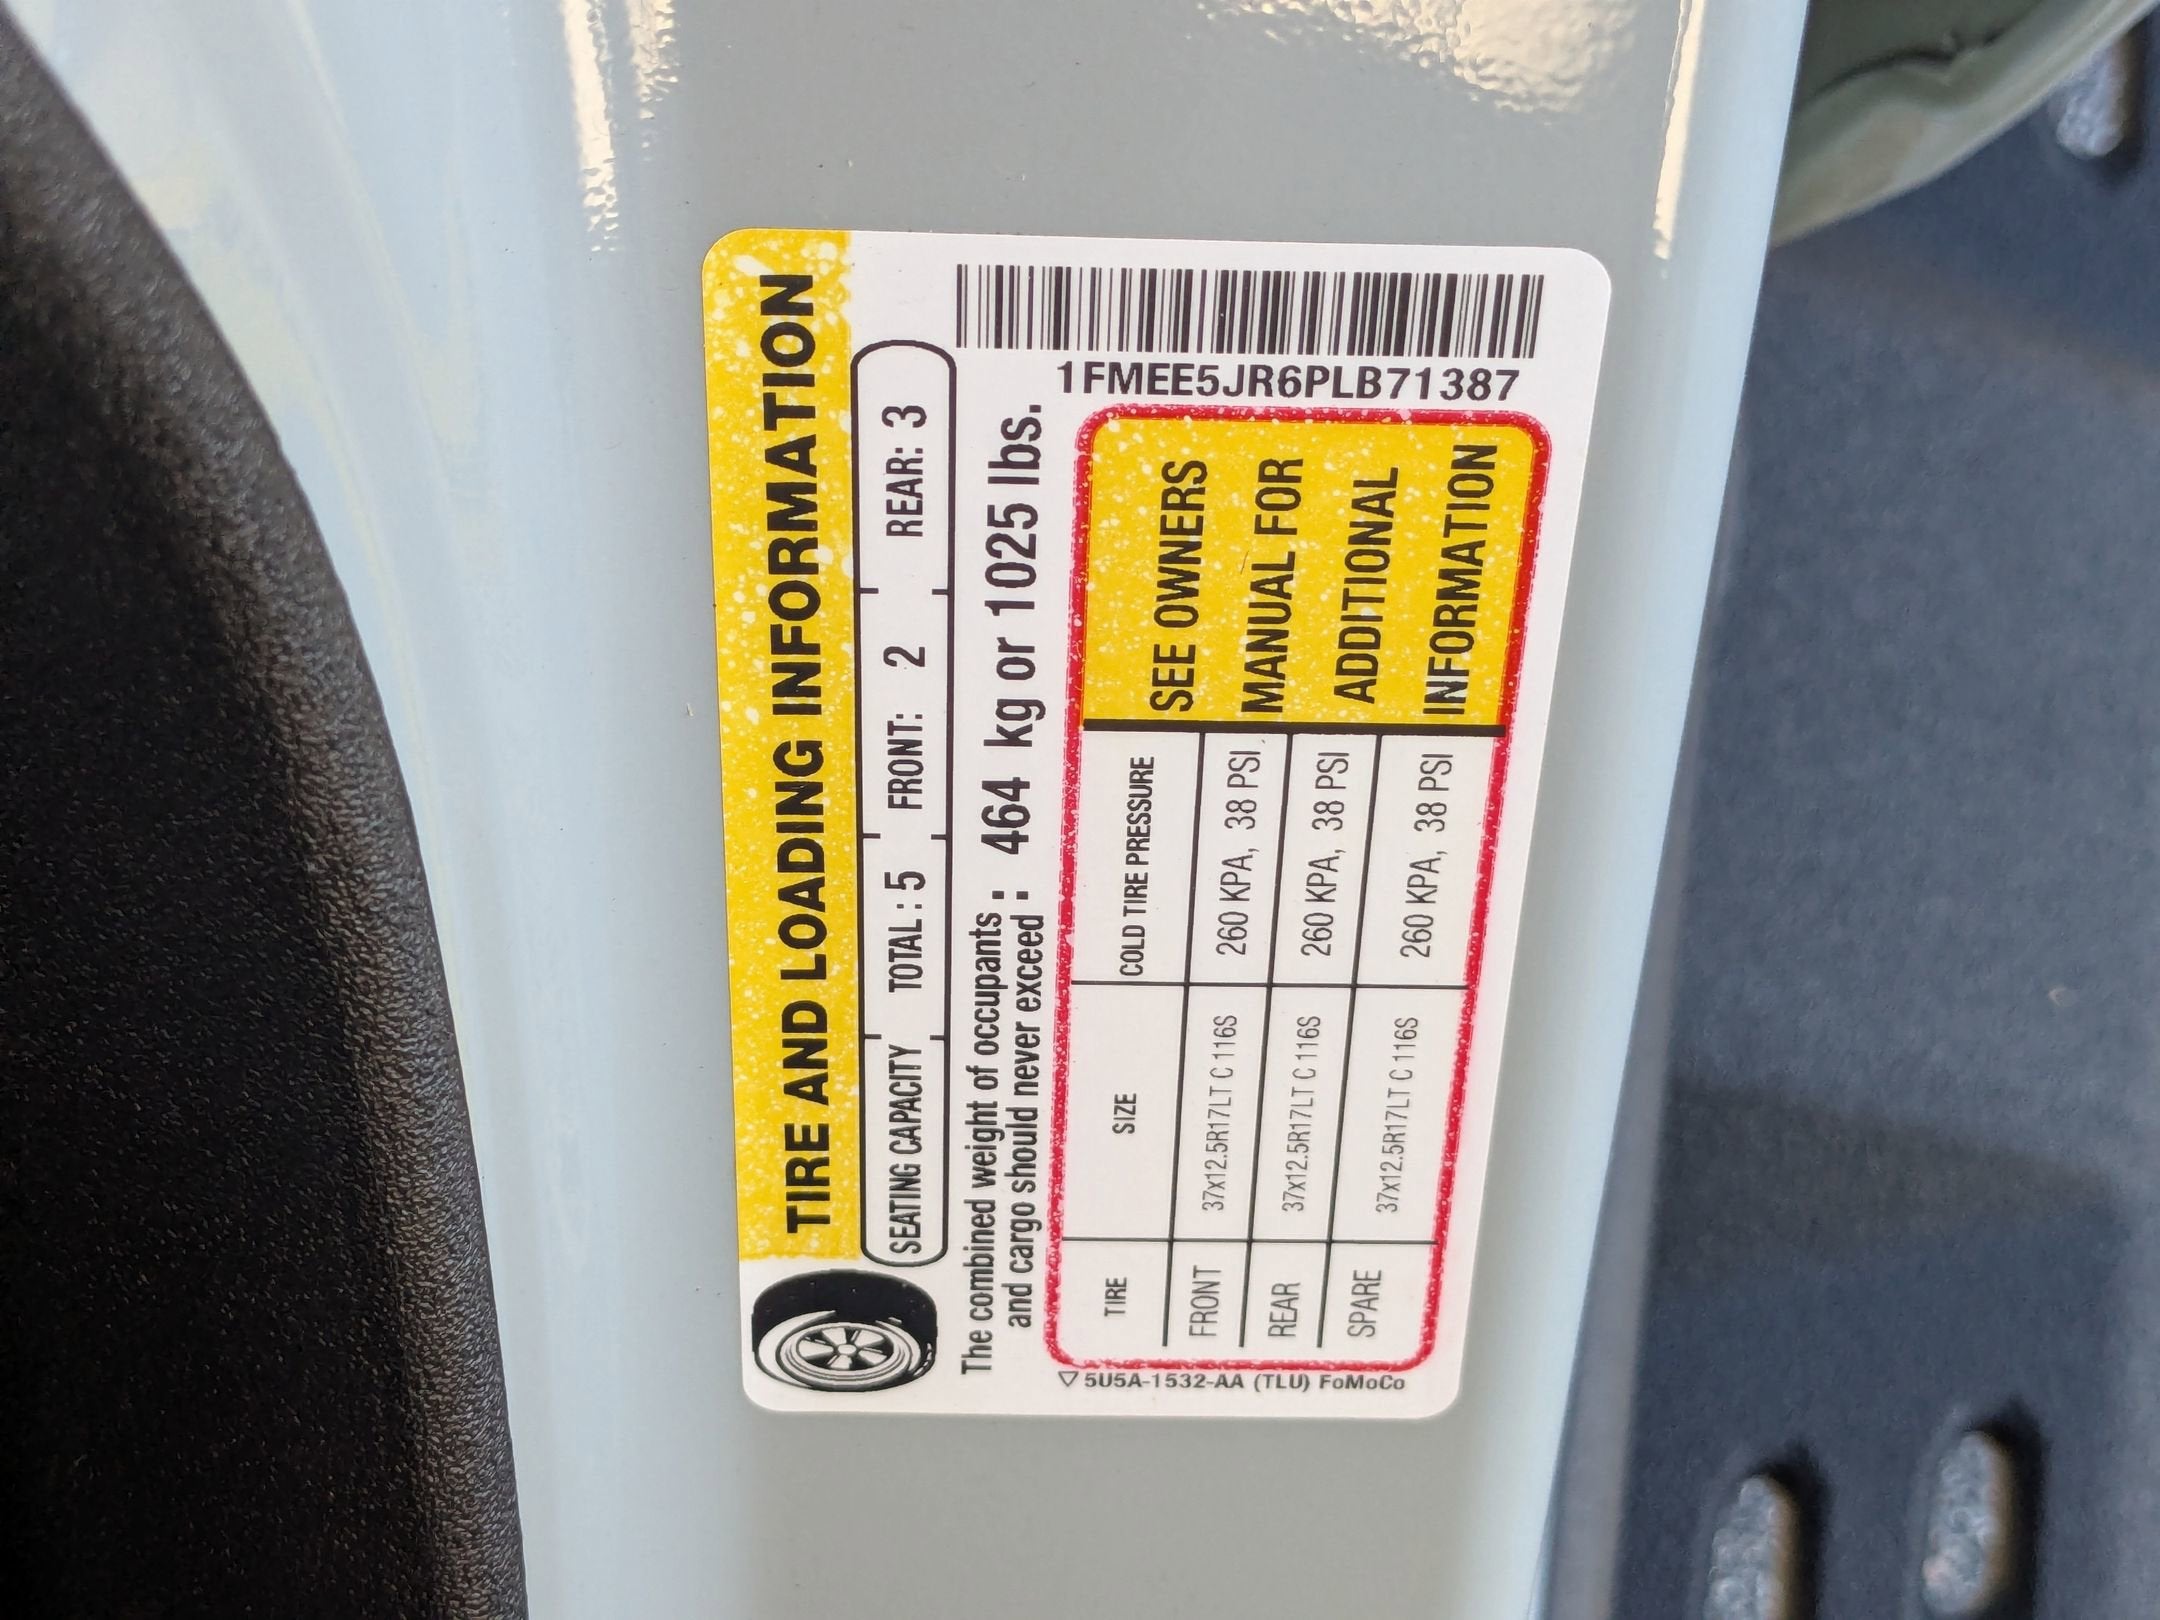 TIRE AND LOADING INFORMATION
SEATING CAPACITY TOTAL : 5 FRONT: 2 REAR: 3
The combined weight of occupants : 464 kg or 1025 lbs.
and cargo should never exceed :
1FMEE5JR6PLB71387
TIRE SIZE COLD TIRE PRESSURE
FRONT 37x12.5R17LT C 116S 260 KPA, 38 PSI
REAR 37x12.5R17LT C 116S 260 KPA, 38 PSI
SPARE 37x12.5R17LT C 116S 260 KPA, 38 PSI
SEE OWNERS
MANUAL FOR
ADDITIONAL
INFORMATION
5U5A-1532-AA (TLU) FoMoCo